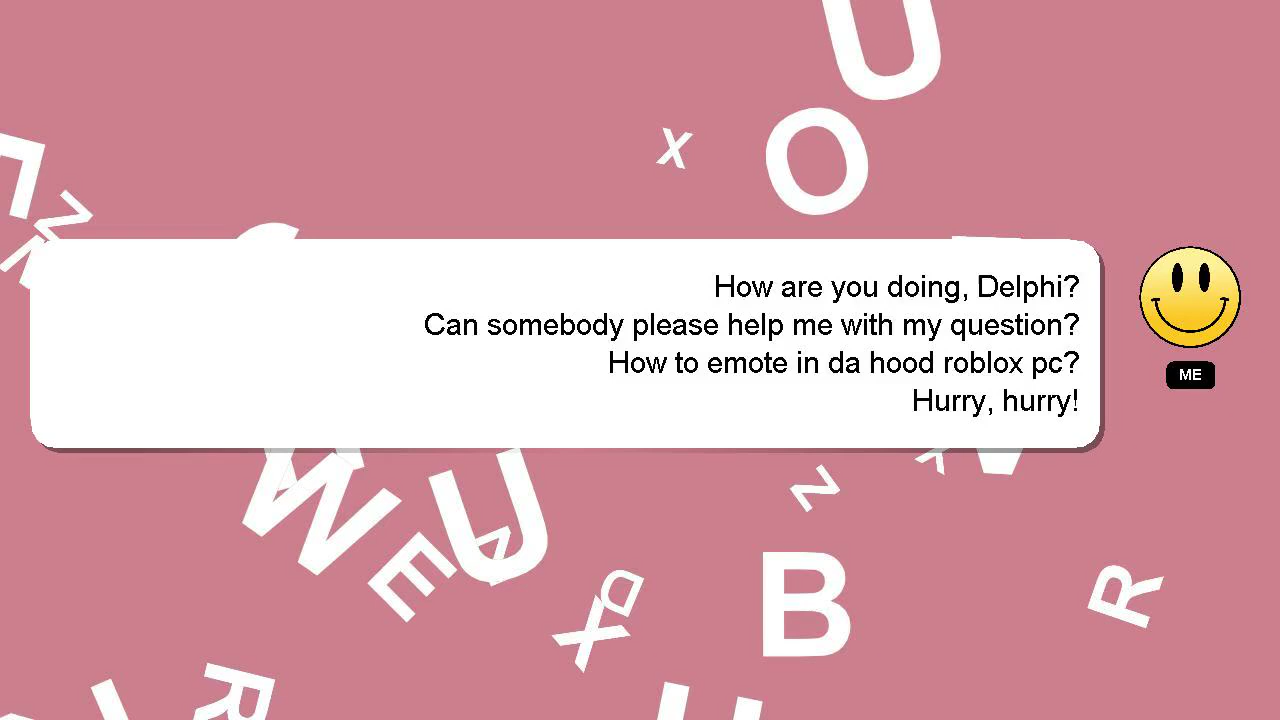 How are you doing, Delphi?
Can somebody please help me with my question?
How to emote in da hood roblox pc?
Hurry, hurry!
ME
U
O
X
Z
W
U
E
Z
X
D
X
B
R
R